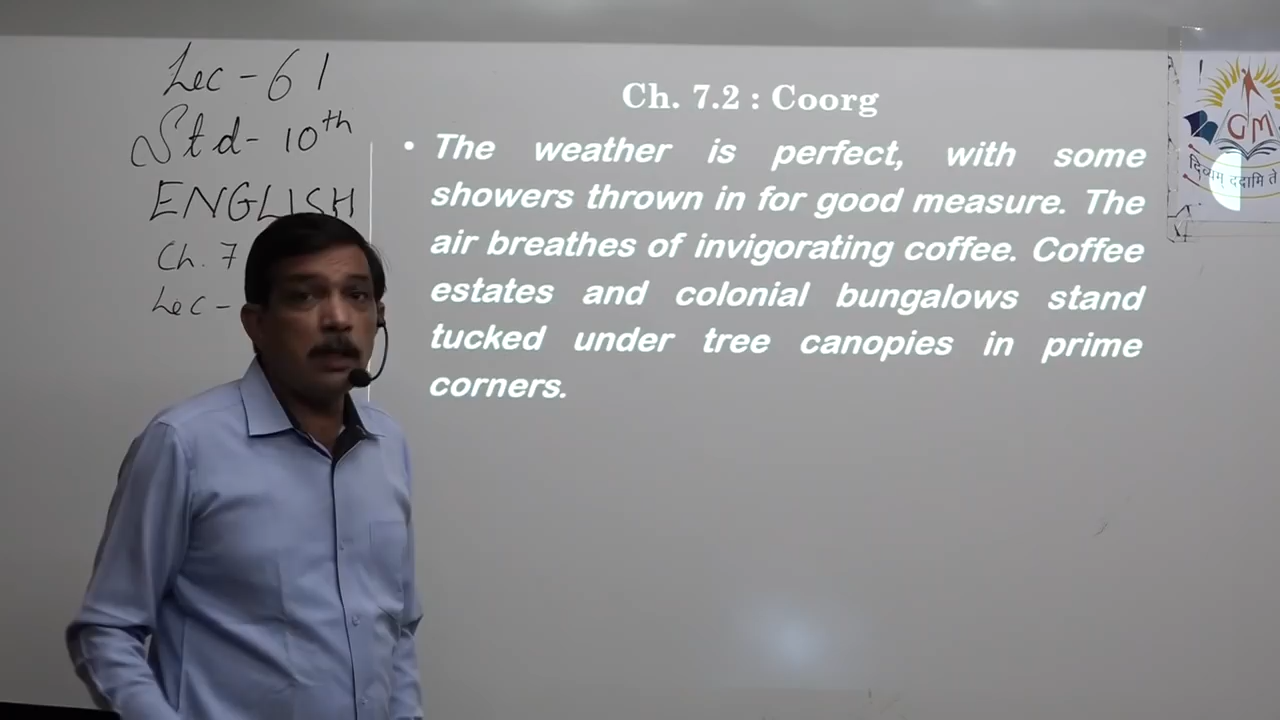 Lec - 61
Std - 10th
ENGLISH
Ch. 7
Lec -
Ch. 7.2 : Coorg
• The weather is perfect, with some
showers thrown in for good measure. The
air breathes of invigorating coffee. Coffee
estates and colonial bungalows stand
tucked under tree canopies in prime
corners.
GM
दिव्यम् ददामि ते